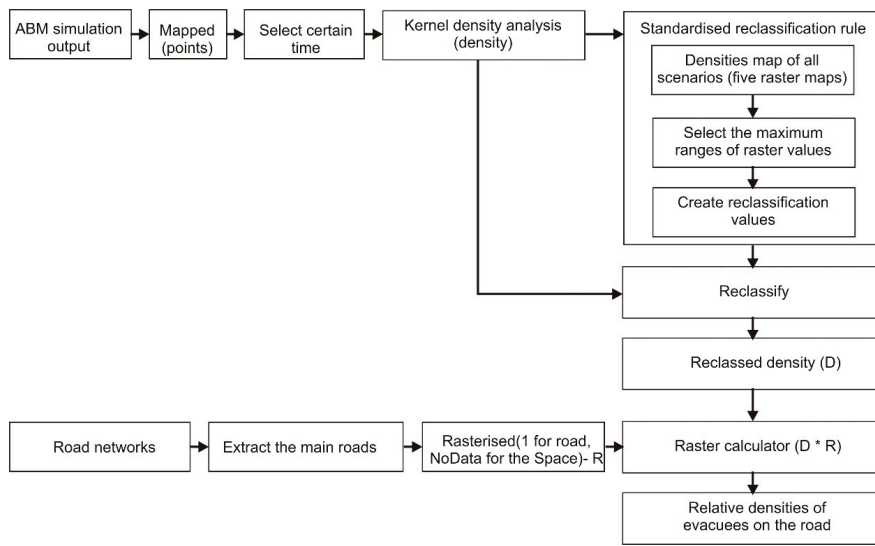 ABM simulation
output
Mapped
(points)
Select certain
time
Kernel density analysis
(density)
Standardised reclassification rule
Densities map of all
scenarios (five raster maps)
Select the maximum
ranges of raster values
Create reclassification
values
Reclassify
Reclassed density (D)
Road networks
Extract the main roads
Rasterised(1 for road,
NoData for the Space)- R
Raster calculator (D * R)
Relative densities of
evacuees on the road